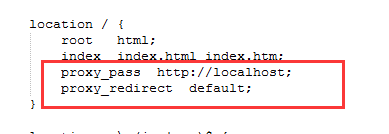 location / {
root html;
index index.html index.htm;
proxy_pass http://localhost;
proxy_redirect default;
}